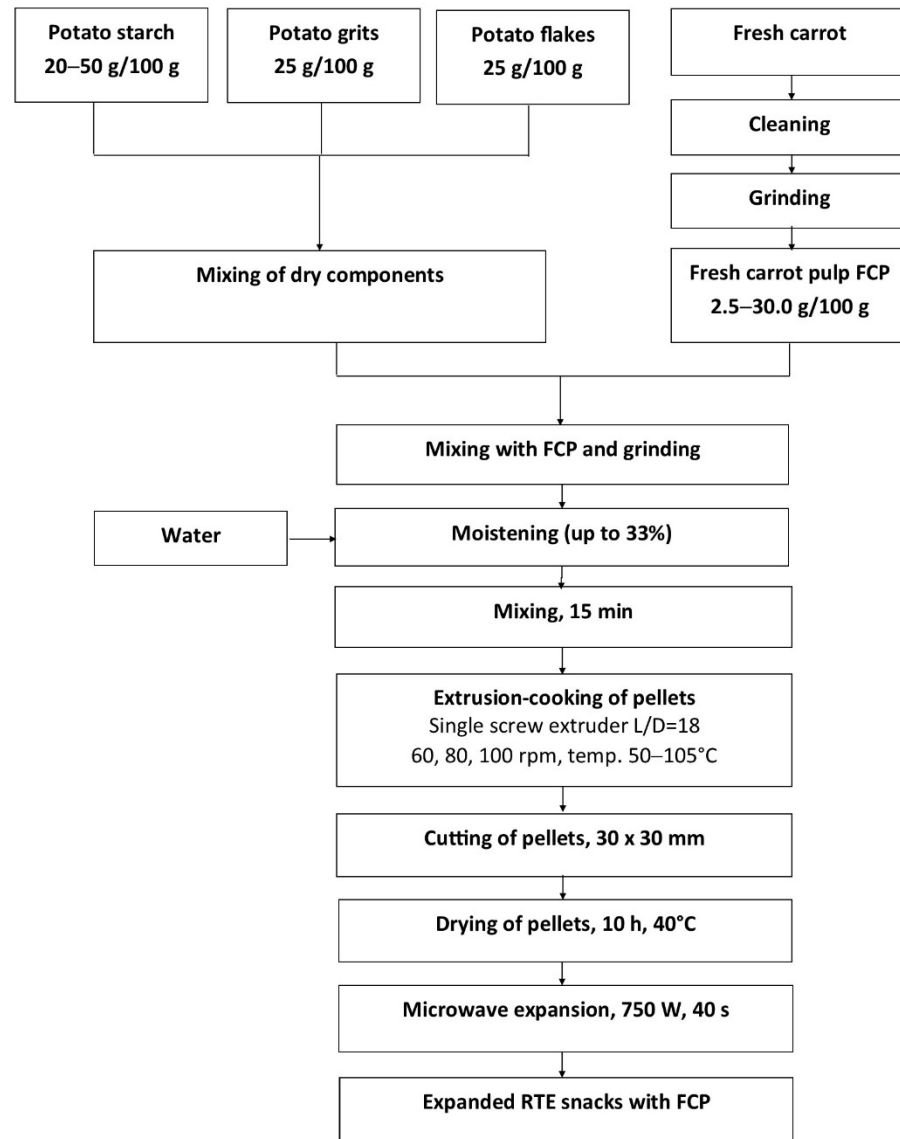 Potato starch
20–50 g/100 g
Potato grits
25 g/100 g
Potato flakes
25 g/100 g
Fresh carrot
Cleaning
Grinding
Mixing of dry components
Fresh carrot pulp FCP
2.5–30.0 g/100 g
Mixing with FCP and grinding
Water
Moistening (up to 33%)
Mixing, 15 min
Extrusion-cooking of pellets
Single screw extruder L/D=18
60, 80, 100 rpm, temp. 50–105°C
Cutting of pellets, 30 x 30 mm
Drying of pellets, 10 h, 40°C
Microwave expansion, 750 W, 40 s
Expanded RTE snacks with FCP